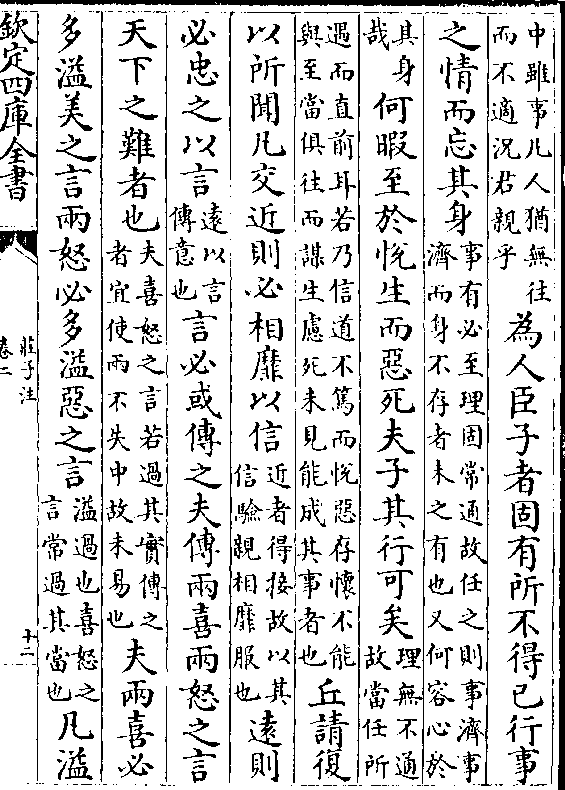 中雖事凡人猶無往而不適況君親乎為人臣子者固有所不得已行事
之情而忘其身事有必至理固常通故任之則事濟事濟而身不存者未之有也又何容心於
其身哉何暇至於悅生而惡死夫子其行可矣理無不通故當任所
遇而直前耳若乃信道不篤而悅惡存懷不能與至當俱往而謀生慮死未見能成其事者也丘請復
以所聞凡交近則必相靡以信近者得接故以其信驗親相靡服也遠則
必忠之以言遠以言傳意也言必或傳之夫傳兩喜兩怒之言
天下之難者也夫喜怒之言若過其實傳之者宜使兩不失中故未易也夫兩喜必
多溢美之言兩怒必多溢惡之言溢過也喜怒之言常過其當也凡溢
欽定四庫全書
莊子注
卷二
十二